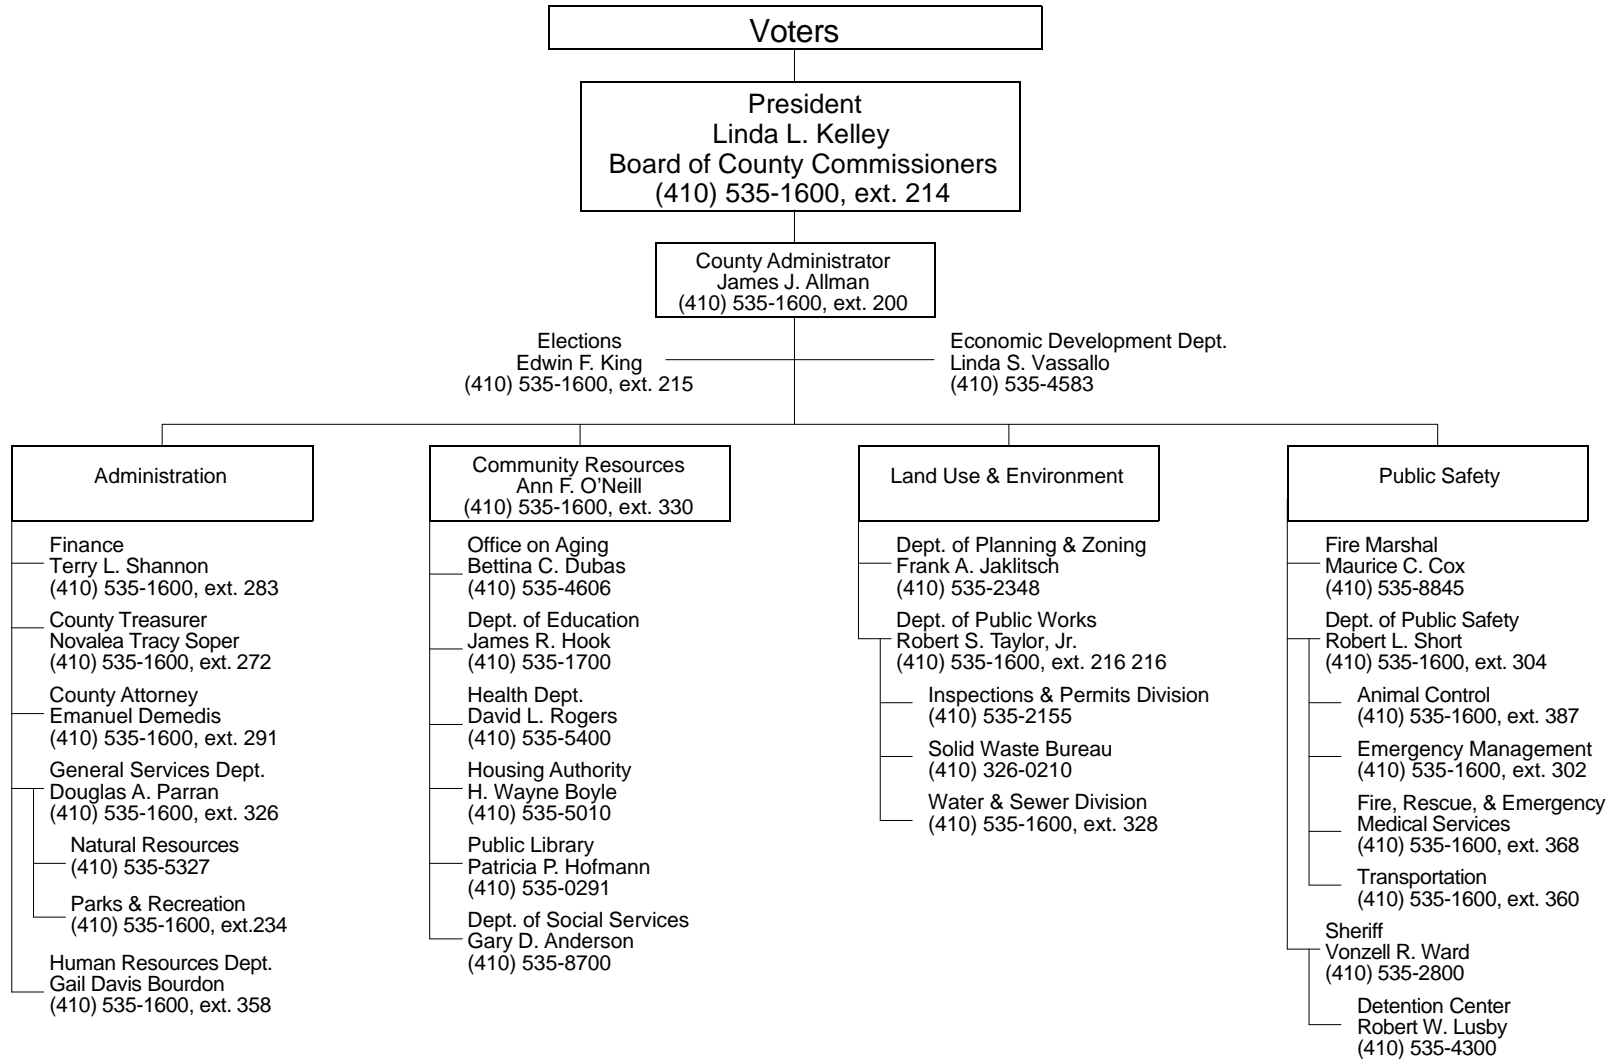 Voters
President
Linda L. Kelley
Board of County Commissioners
(410) 535-1600, ext. 214
County Administrator
James J. Allman
(410) 535-1600, ext. 200
Elections
Edwin F. King
(410) 535-1600, ext. 215
Economic Development Dept.
Linda S. Vassallo
(410) 535-4583
Administration
Finance
Terry L. Shannon
(410) 535-1600, ext. 283
County Treasurer
Novalea Tracy Soper
(410) 535-1600, ext. 272
County Attorney
Emanuel Demedis
(410) 535-1600, ext. 291
General Services Dept.
Douglas A. Parran
(410) 535-1600, ext. 326
Natural Resources
(410) 535-5327
Parks & Recreation
(410) 535-1600, ext.234
Human Resources Dept.
Gail Davis Bourdon
(410) 535-1600, ext. 358
Community Resources
Ann F. O'Neill
(410) 535-1600, ext. 330
Office on Aging
Bettina C. Dubas
(410) 535-4606
Dept. of Education
James R. Hook
(410) 535-1700
Health Dept.
David L. Rogers
(410) 535-5400
Housing Authority
H. Wayne Boyle
(410) 535-5010
Public Library
Patricia P. Hofmann
(410) 535-0291
Dept. of Social Services
Gary D. Anderson
(410) 535-8700
Land Use & Environment
Dept. of Planning & Zoning
Frank A. Jaklitsch
(410) 535-2348
Dept. of Public Works
Robert S. Taylor, Jr.
(410) 535-1600, ext. 216 216
Inspections & Permits Division
(410) 535-2155
Solid Waste Bureau
(410) 326-0210
Water & Sewer Division
(410) 535-1600, ext. 328
Public Safety
Fire Marshal
Maurice C. Cox
(410) 535-8845
Dept. of Public Safety
Robert L. Short
(410) 535-1600, ext. 304
Animal Control
(410) 535-1600, ext. 387
Emergency Management
(410) 535-1600, ext. 302
Fire, Rescue, & Emergency
Medical Services
(410) 535-1600, ext. 368
Transportation
(410) 535-1600, ext. 360
Sheriff
Vonzell R. Ward
(410) 535-2800
Detention Center
Robert W. Lusby
(410) 535-4300